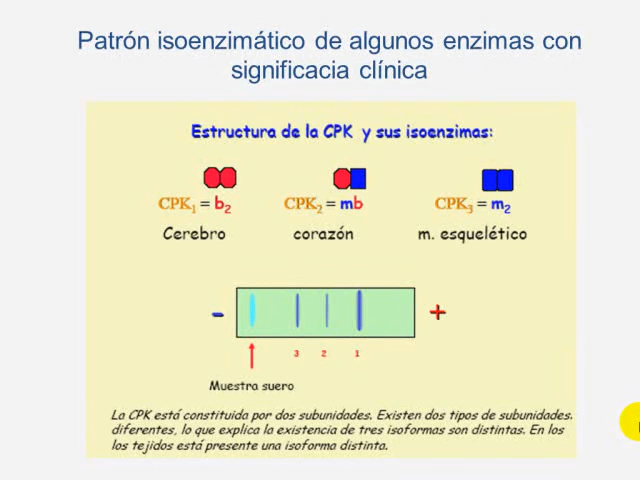 Patrón isoenzimático de algunos enzimas con
significacia clínica
Estructura de la CPK y sus isoenzimas:
CPK1 = b2 CPK2 = mb CPK3 = m2
Cerebro corazón m. esquelético
- +
3 2 1
Muestra suero
La CPK está constituida por dos subunidades. Existen dos tipos de subunidades.
diferentes, lo que explica la existencia de tres isoformas son distintas. En los
los tejidos está presente una isoforma distinta.